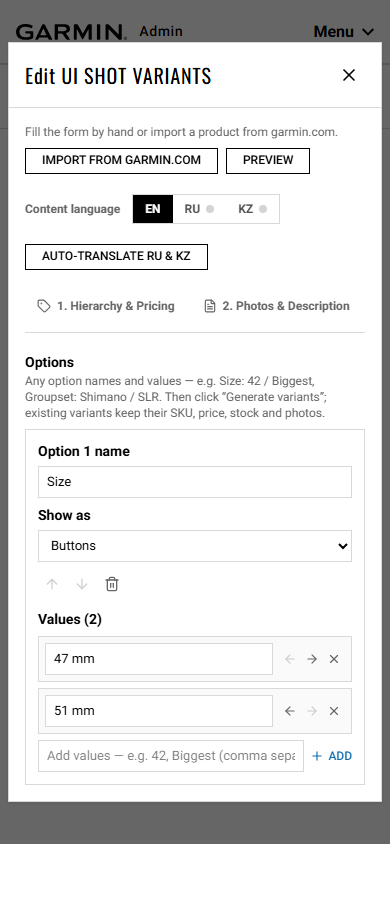 GARMIN. Admin Menu
Edit UI SHOT VARIANTS
Fill the form by hand or import a product from garmin.com.
IMPORT FROM GARMIN.COM PREVIEW
Content language EN RU KZ
AUTO-TRANSLATE RU & KZ
1. Hierarchy & Pricing 2. Photos & Description
Options
Any option names and values — e.g. Size: 42 / Biggest,
Groupset: Shimano / SLR. Then click “Generate variants”;
existing variants keep their SKU, price, stock and photos.
Option 1 name
Size
Show as
Buttons
Values (2)
47 mm
51 mm
Add values — e.g. 42, Biggest (comma sepa
+ ADD